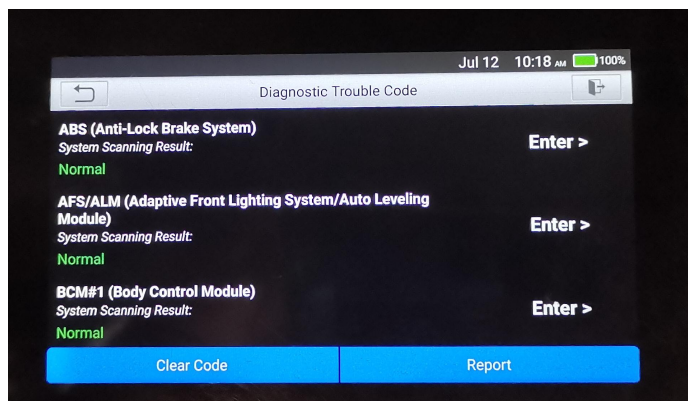 Jul 12 10:18 AM 100%
Diagnostic Trouble Code
ABS (Anti-Lock Brake System)
System Scanning Result:
Normal
Enter >
AFS/ALM (Adaptive Front Lighting System/Auto Leveling
Module)
System Scanning Result:
Normal
Enter >
BCM#1 (Body Control Module)
System Scanning Result:
Normal
Enter >
Clear Code
Report